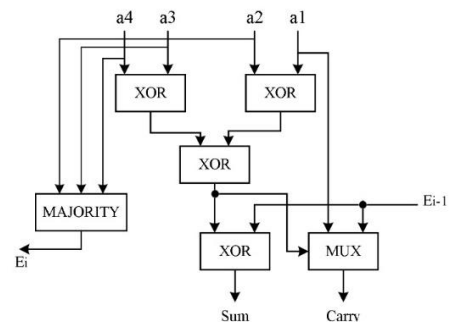 a4 a3 a2 a1
XOR XOR
XOR
Ei-1
MAJORITY
XOR MUX
Ei
Sum Carry